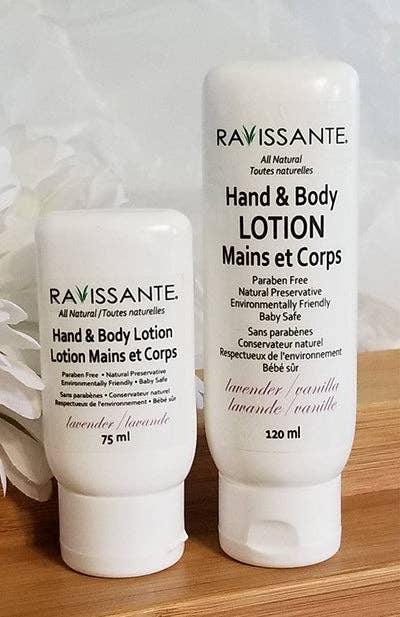 RAVISSANTE.
All Natural / Toutes naturelles
Hand & Body Lotion
Lotion Mains et Corps
Paraben Free • Natural Preservative
Environmentally Friendly • Baby Safe
Sans parabènes • Conservateur naturel
Respectueux de l'environnement • Bébé sûr
lavender / lavande
75 ml
RAVISSANTE.
All Natural
Toutes naturelles
Hand & Body
LOTION
Mains et Corps
Paraben Free
Natural Preservative
Environmentally Friendly
Baby Safe
Sans parabènes
Conservateur naturel
Respectueux de l'environnement
Bébé sûr
lavender / vanilla
lavande / vanille
120 ml